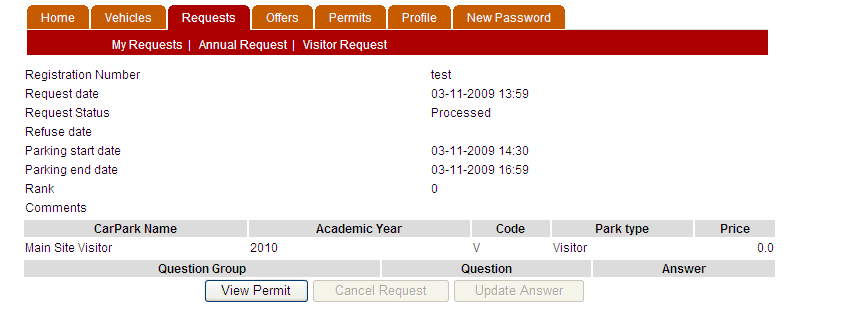 Home Vehicles Requests Offers Permits Profile New Password
My Requests | Annual Request | Visitor Request
Registration Number test
Request date 03-11-2009 13:59
Request Status Processed
Refuse date
Parking start date 03-11-2009 14:30
Parking end date 03-11-2009 16:59
Rank 0
Comments
CarPark Name Academic Year Code Park type Price
Main Site Visitor 2010 V Visitor 0.0
Question Group Question Answer
View Permit Cancel Request Update Answer